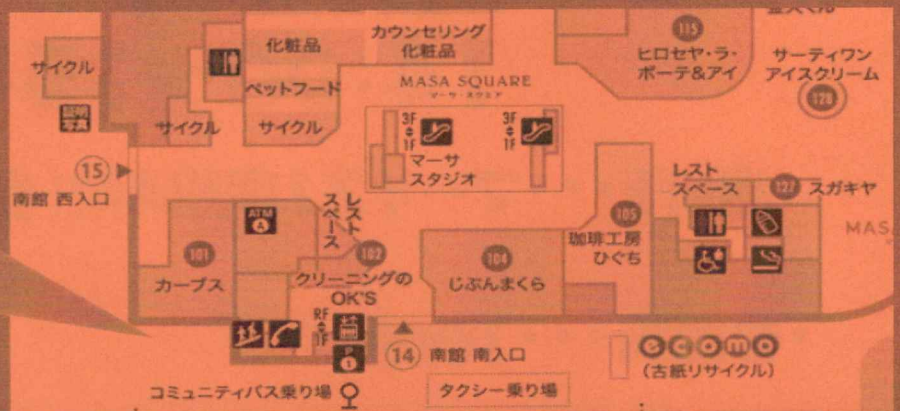 カウンセリング
化粧品
化粧品
115
ヒロセヤ・ラ・
ボーテ&アイ
サーティワン
アイスクリーム
128
サイクル
ペットフード
MASA SQUARE
マーサ・スクエア
証明
写真
サイクル
サイクル
3F
1F
3F
1F
マーサ
スタジオ
15
南館 西入口
レスト
スペース
127 スガキヤ
ATM
レスト
スペース
105
珈琲工房
ひぐち
MAS
101
カーブス
102
クリーニングの
OK'S
104
じぶんまくら
RF
1F
P
1
14 南館 南入口
ecomo
(古紙リサイクル)
コミュニティバス乗り場
タクシー乗り場